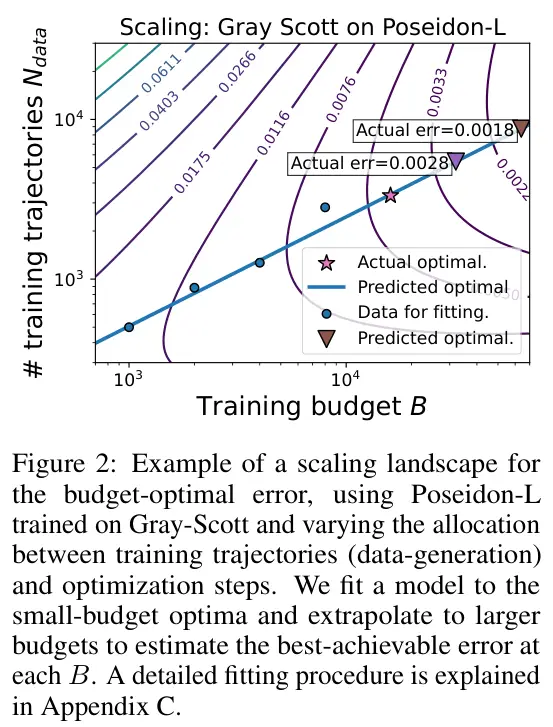 Scaling: Gray Scott on Poseidon-L
# training trajectories N_data
10^4
10^3
0.0611
0.0403
0.0266
0.0175
0.0116
0.0076
0.0033
Actual err=0.0018
Actual err=0.0028
Actual optimal.
Predicted optimal
Data for fitting.
Predicted optimal.
10^3
10^4
Training budget B
Figure 2: Example of a scaling landscape for
the budget-optimal error, using Poseidon-L
trained on Gray-Scott and varying the allocation
between training trajectories (data-generation)
and optimization steps. We fit a model to the
small-budget optima and extrapolate to larger
budgets to estimate the best-achievable error at
each B. A detailed fitting procedure is explained
in Appendix C.